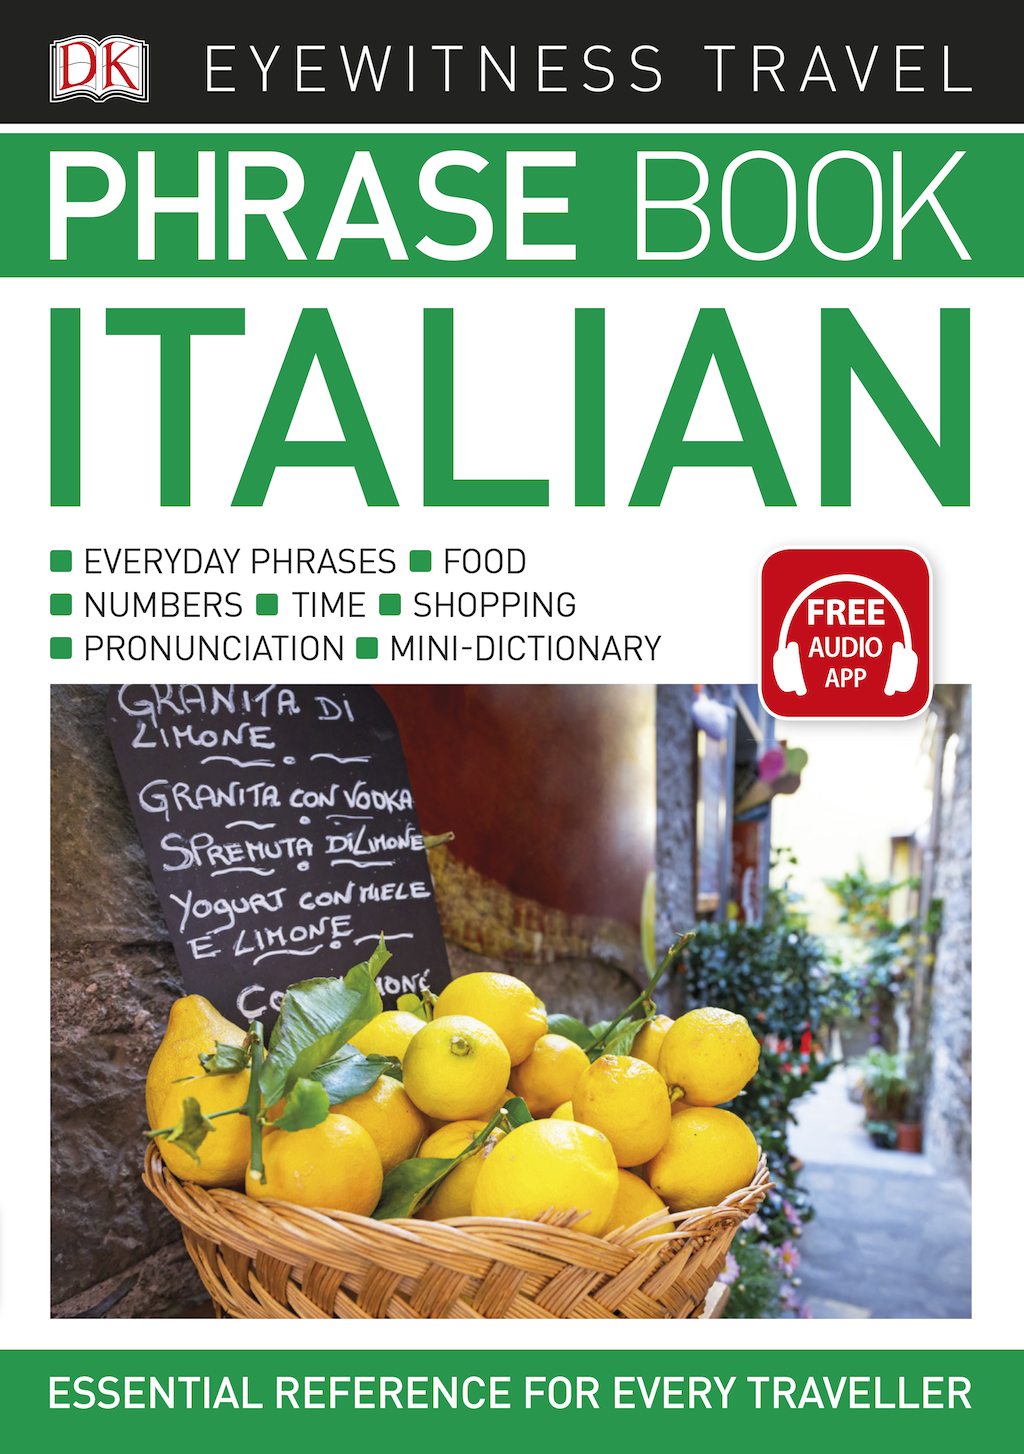 DK EYEWITNESS TRAVEL
PHRASE BOOK
ITALIAN
EVERYDAY PHRASES FOOD
NUMBERS TIME SHOPPING
PRONUNCIATION MINI-DICTIONARY
FREE
AUDIO
APP
GRANITA DI
LIMONE
GRANITA CON VODKA
SPREMUTA DI LIMONE
YOGURT CON MIELE
E LIMONE
ESSENTIAL REFERENCE FOR EVERY TRAVELLER